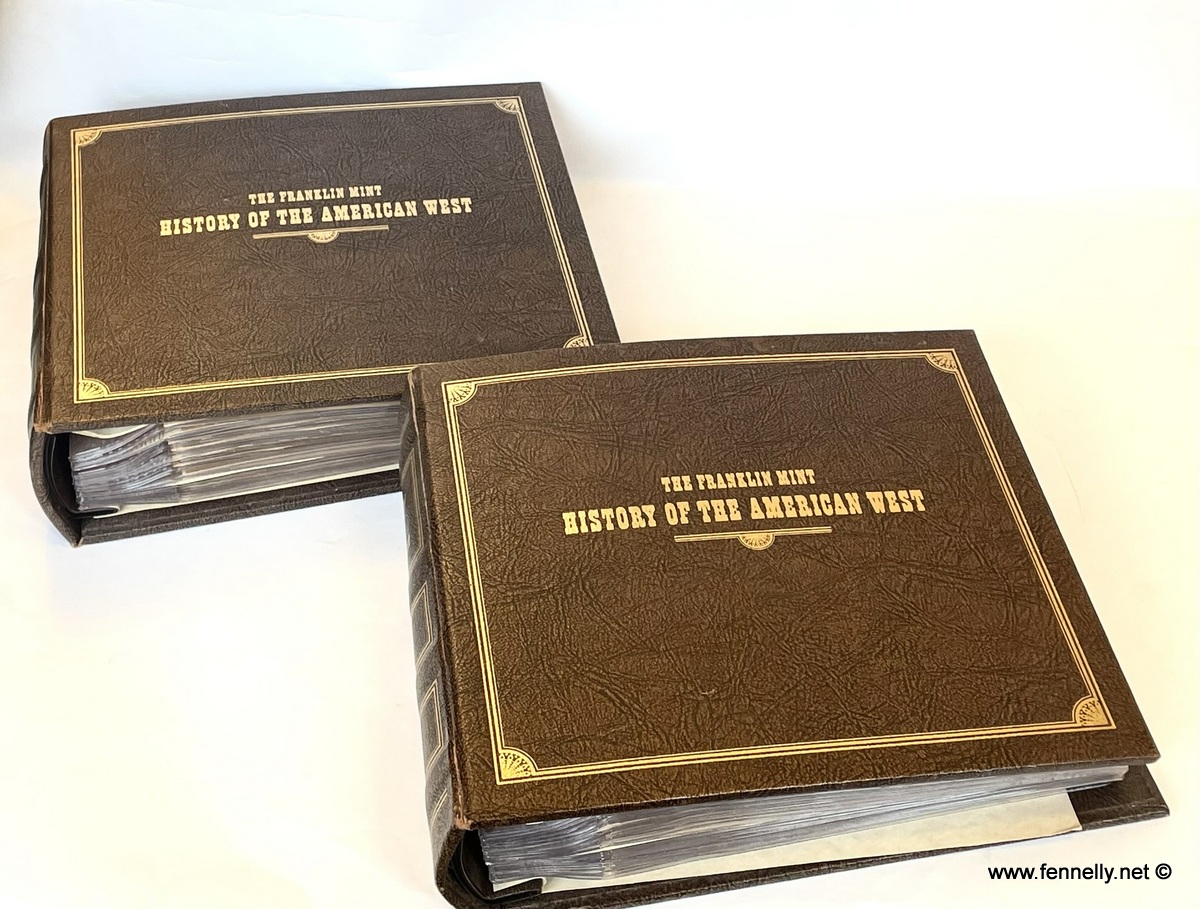 THE FRANKLIN MINT
HISTORY OF THE AMERICAN WEST
THE FRANKLIN MINT
HISTORY OF THE AMERICAN WEST
www.fennelly.net ©